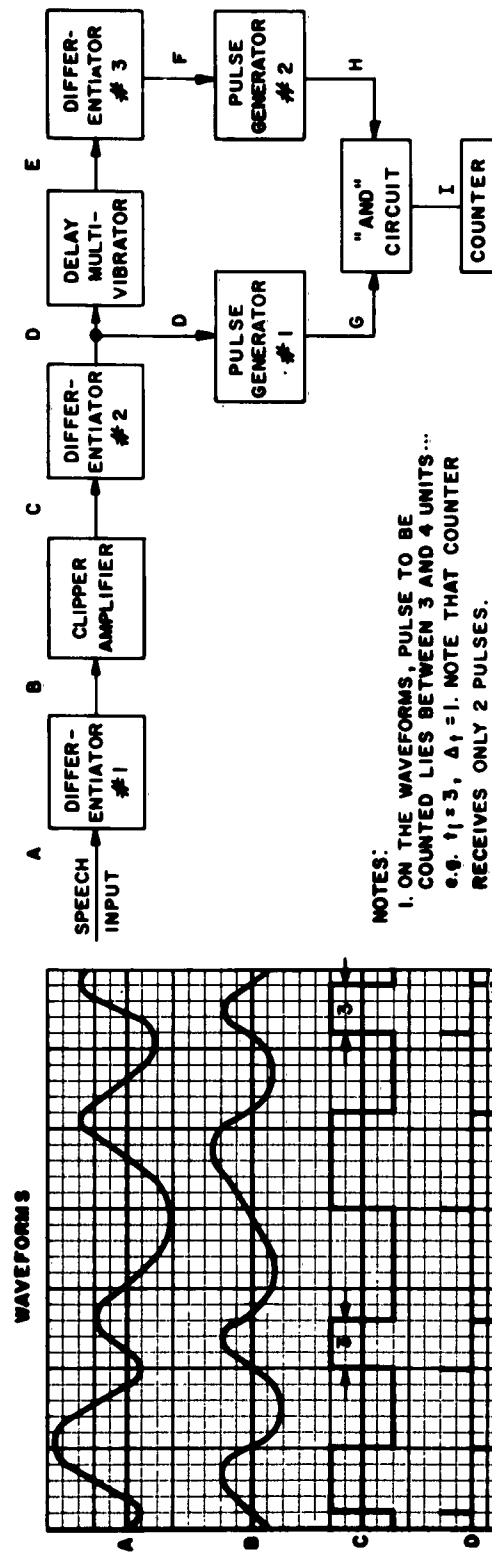 WAVEFORMS
A
B
C
D
3
3
A
B
C
D
E
SPEECH
INPUT
DIFFER-
ENTIATOR
#1
CLIPPER
AMPLIFIER
DIFFER-
ENTIATOR
#2
DELAY
MULTI-
VIBRATOR
DIFFER-
ENTIATOR
#3
D
F
PULSE
GENERATOR
#1
PULSE
GENERATOR
#2
G
H
"AND"
CIRCUIT
I
COUNTER
NOTES:
1. ON THE WAVEFORMS, PULSE TO BE
COUNTED LIES BETWEEN 3 AND 4 UNITS...
e.g. t₁=3, Δt=1. NOTE THAT COUNTER
RECEIVES ONLY 2 PULSES.